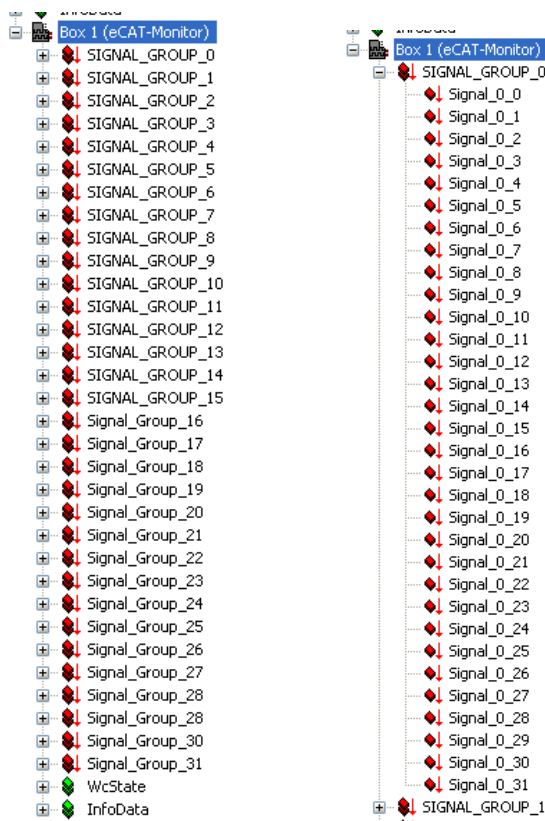 InfoData
Box 1 (eCAT-Monitor)
SIGNAL_GROUP_0
SIGNAL_GROUP_1
SIGNAL_GROUP_2
SIGNAL_GROUP_3
SIGNAL_GROUP_4
SIGNAL_GROUP_5
SIGNAL_GROUP_6
SIGNAL_GROUP_7
SIGNAL_GROUP_8
SIGNAL_GROUP_9
SIGNAL_GROUP_10
SIGNAL_GROUP_11
SIGNAL_GROUP_12
SIGNAL_GROUP_13
SIGNAL_GROUP_14
SIGNAL_GROUP_15
Signal_Group_16
Signal_Group_17
Signal_Group_18
Signal_Group_19
Signal_Group_20
Signal_Group_21
Signal_Group_22
Signal_Group_23
Signal_Group_24
Signal_Group_25
Signal_Group_26
Signal_Group_27
Signal_Group_28
Signal_Group_28
Signal_Group_30
Signal_Group_31
WcState
InfoData
Box 1 (eCAT-Monitor)
SIGNAL_GROUP_0
Signal_0_0
Signal_0_1
Signal_0_2
Signal_0_3
Signal_0_4
Signal_0_5
Signal_0_6
Signal_0_7
Signal_0_8
Signal_0_9
Signal_0_10
Signal_0_11
Signal_0_12
Signal_0_13
Signal_0_14
Signal_0_15
Signal_0_16
Signal_0_17
Signal_0_18
Signal_0_19
Signal_0_20
Signal_0_21
Signal_0_22
Signal_0_23
Signal_0_24
Signal_0_25
Signal_0_26
Signal_0_27
Signal_0_28
Signal_0_29
Signal_0_30
Signal_0_31
SIGNAL_GROUP_1